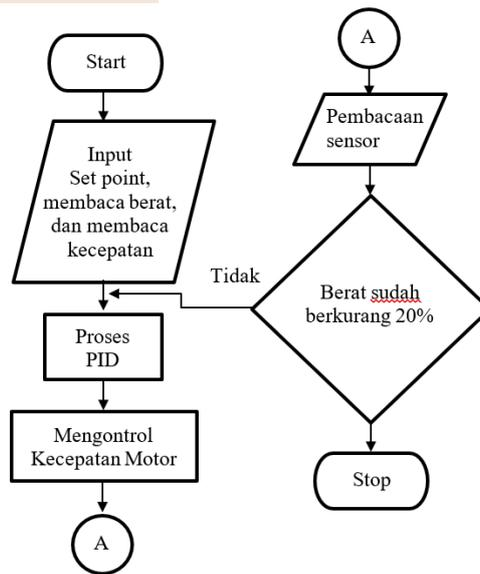 Start
Input
Set point,
membaca berat,
dan membaca
kecepatan
Proses
PID
Mengontrol
Kecepatan Motor
A
A
Pembacaan
sensor
Tidak
Berat sudah
berkurang 20%
Stop